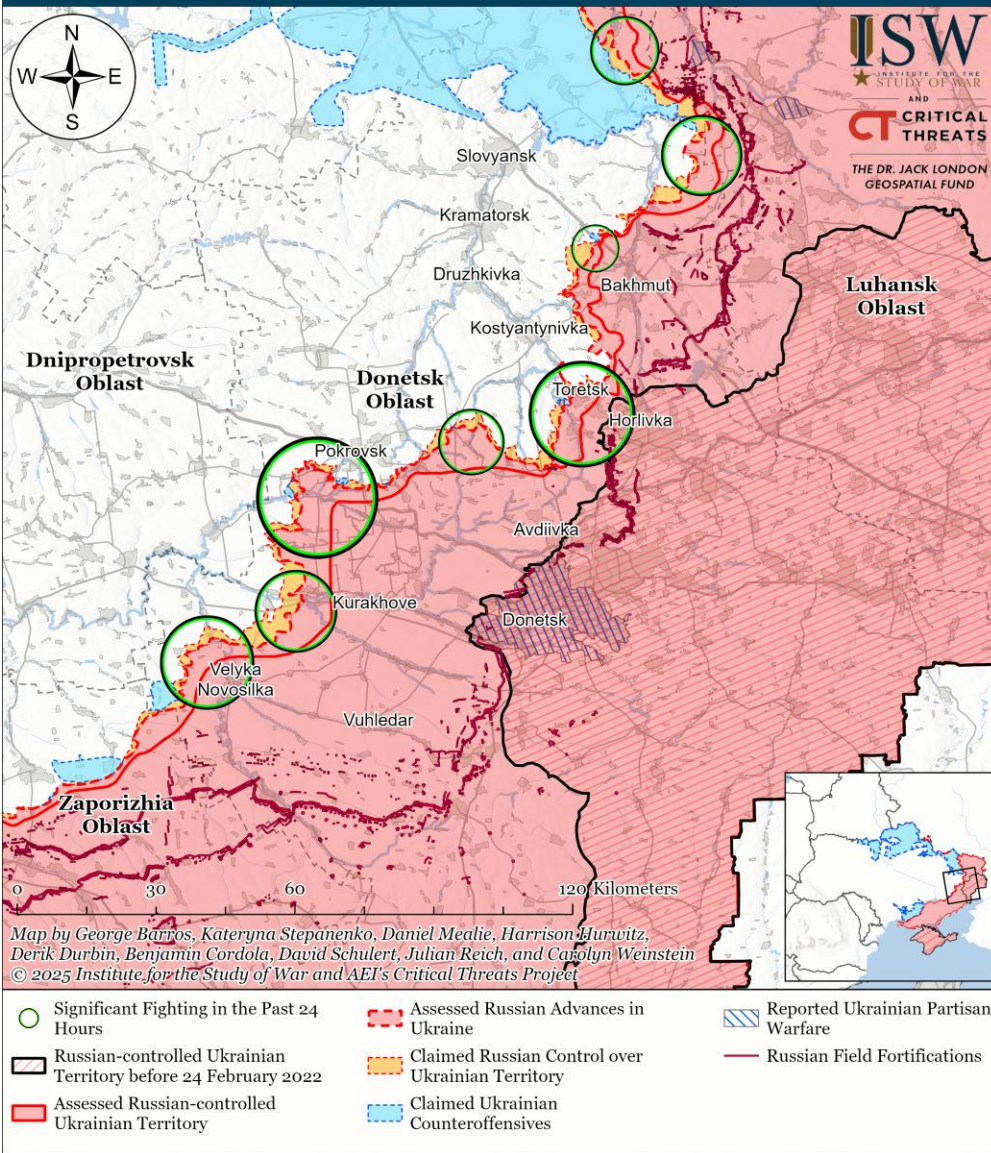 N
W E
S
ISW
INSTITUTE FOR THE
STUDY OF WAR
AND
CT CRITICAL
THREATS
THE DR. JACK LONDON
GEOSPATIAL FUND
Slovyansk
Kramatorsk
Druzhkivka
Bakhmut
Luhansk
Oblast
Kostyantynivka
Dnipropetrovsk
Oblast
Donetsk
Oblast
Toretsk
Horlivka
Pokrovsk
Avdiivka
Kurakhove
Donetsk
Velyka
Novosilka
Vuhledar
Zaporizhia
Oblast
0 30 60 120 Kilometers
Map by George Barros, Kateryna Stepanenko, Daniel Mealie, Harrison Hurwitz,
Derik Durbin, Benjamin Cordola, David Schulert, Julian Reich, and Carolyn Weinstein
© 2025 Institute for the Study of War and AEI's Critical Threats Project
Significant Fighting in the Past 24
Hours
Russian-controlled Ukrainian
Territory before 24 February 2022
Assessed Russian-controlled
Ukrainian Territory
Assessed Russian Advances in
Ukraine
Claimed Russian Control over
Ukrainian Territory
Claimed Ukrainian
Counteroffensives
Reported Ukrainian Partisan
Warfare
Russian Field Fortifications